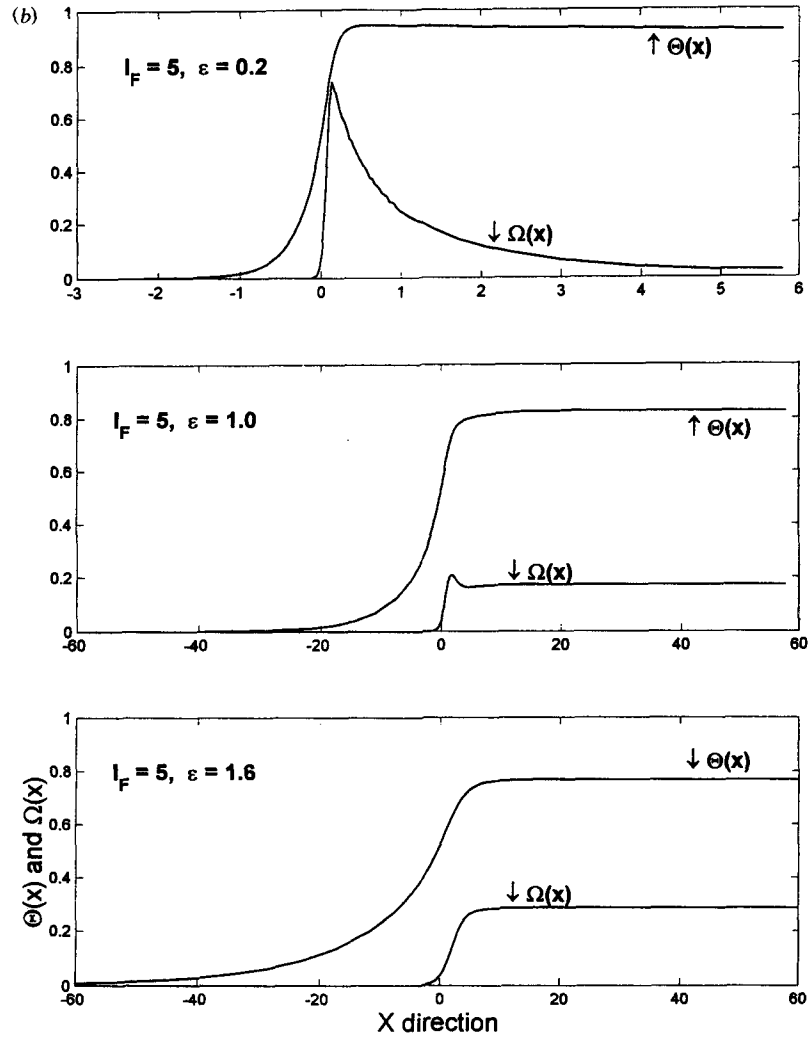 (b)
1
0.8
0.6
0.4
0.2
0
I_F = 5, ε = 0.2
↑ Θ(x)
↓ Ω(x)
-3 -2 -1 0 1 2 3 4 5 6
1
0.8
0.6
0.4
0.2
0
I_F = 5, ε = 1.0
↑ Θ(x)
↓ Ω(x)
-60 -40 -20 0 20 40 60
Θ(x) and Ω(x)
1
0.8
0.6
0.4
0.2
0
I_F = 5, ε = 1.6
↓ Θ(x)
↓ Ω(x)
-60 -40 -20 0 20 40 60
X direction